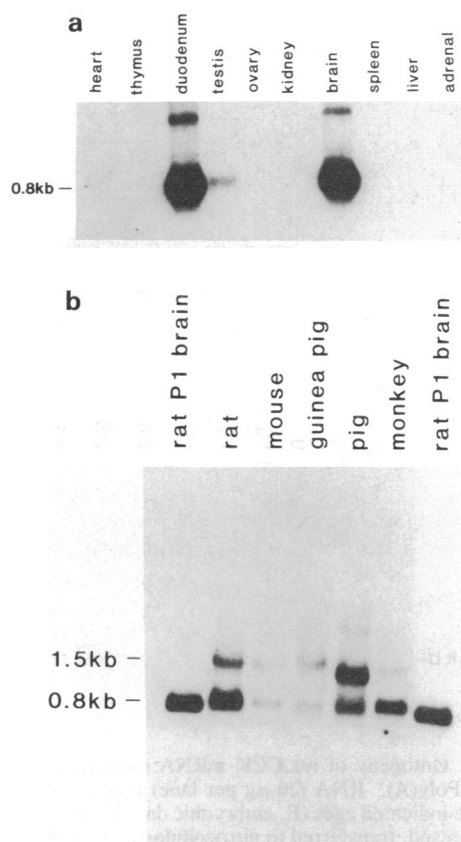 a
heart
thymus
duodenum
testis
ovary
kidney
brain
spleen
liver
adrenal
0.8kb
b
rat P1 brain
rat
mouse
guinea pig
pig
monkey
rat P1 brain
1.5kb
0.8kb